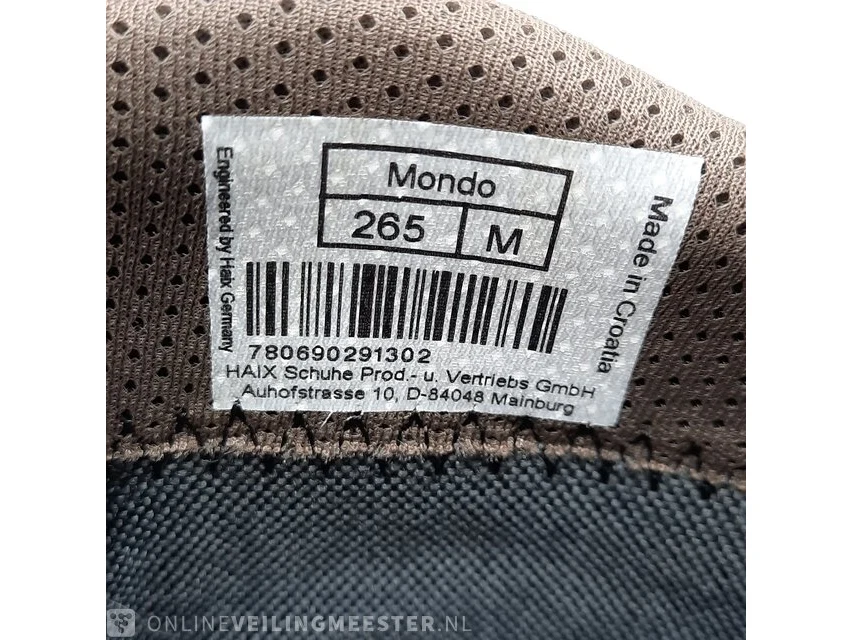 Mondo
265 M
Engineered by Haix Germany
Made in Croatia
780690291302
HAIX Schuhe Prod.- u. Vertriebs GmbH
Auhofstrasse 10, D-84048 Mainburg
ONLINEVEILINGMEESTER.NL